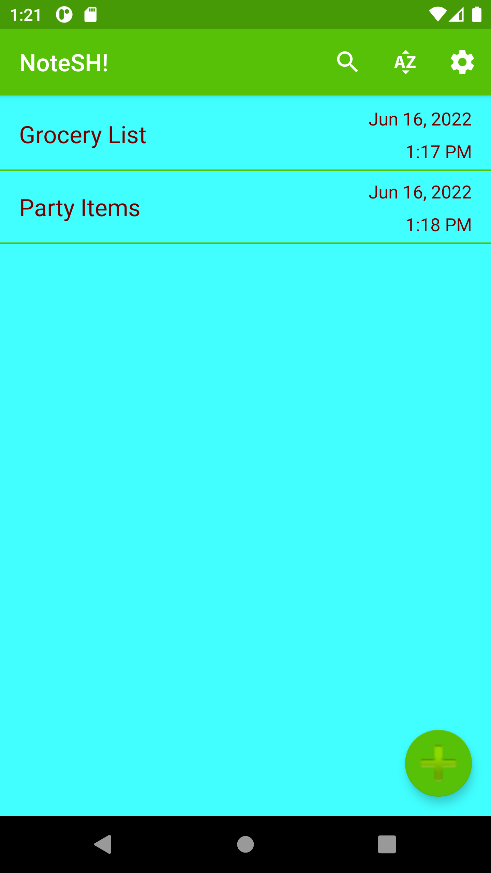 1:21
NoteSH!
AZ
Grocery List
Jun 16, 2022
1:17 PM
Party Items
Jun 16, 2022
1:18 PM